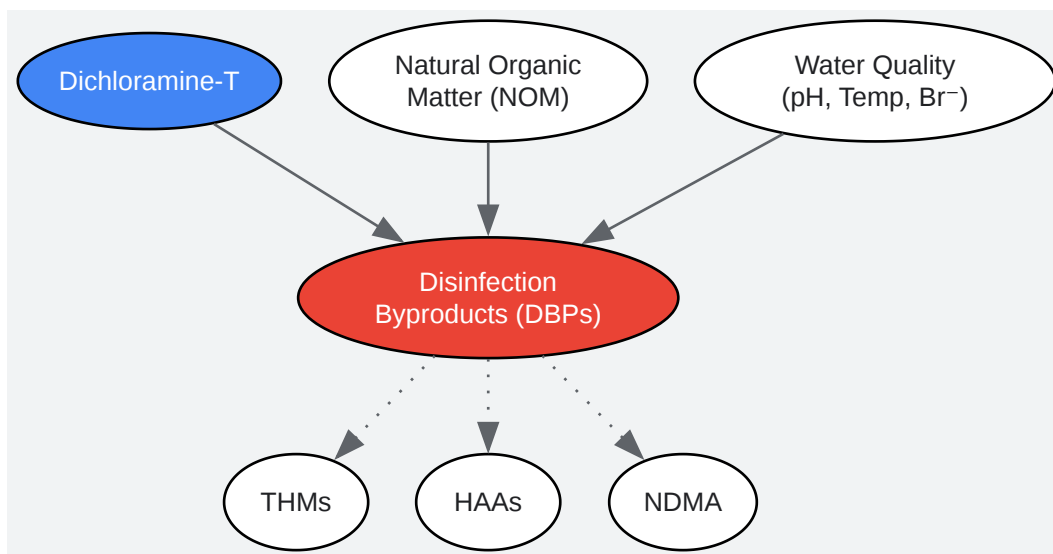 Dichloramine-T
Natural Organic
Matter (NOM)
Water Quality
(pH, Temp, Br⁻)
Disinfection
Byproducts (DBPs)
THMs
HAAs
NDMA